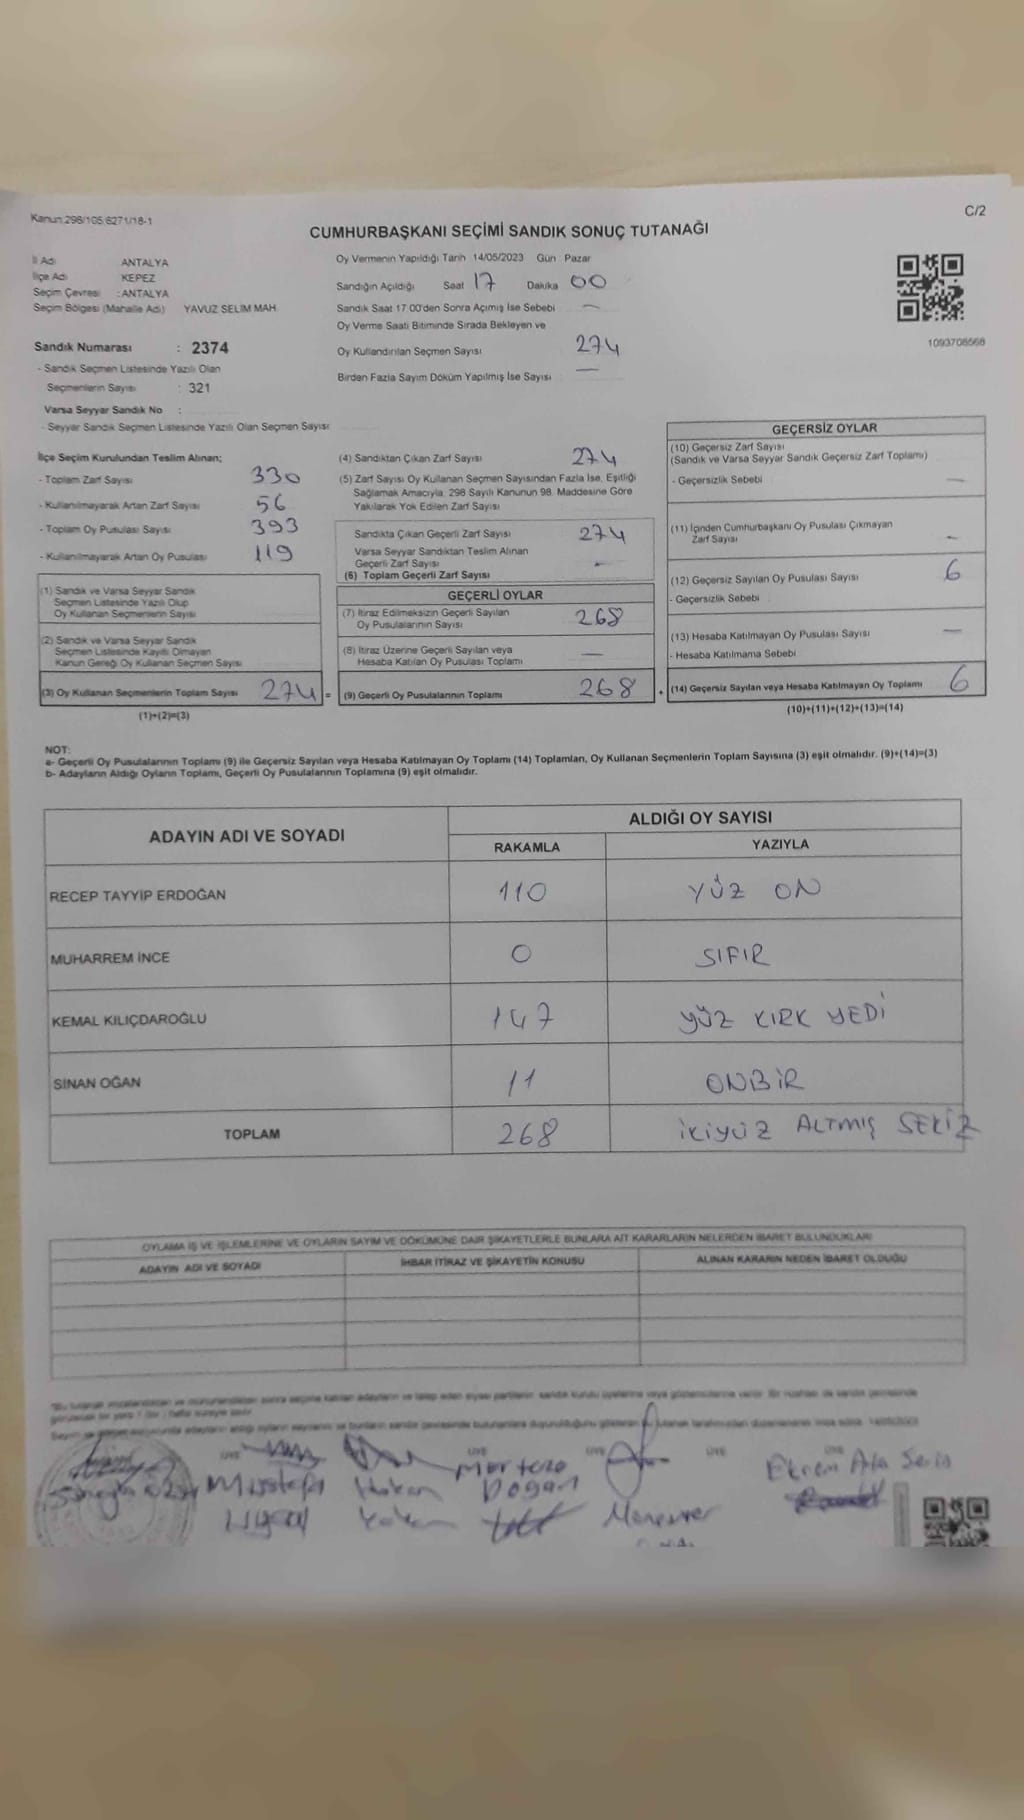 Kanun:298/105,6271/18-1
C/2
CUMHURBAŞKANI SEÇİMİ SANDIK SONUÇ TUTANAĞI
İl Adı ANTALYA
İlçe Adı KEPEZ
Seçim Çevresi : ANTALYA
Seçim Bölgesi (Mahalle Adı) YAVUZ SELİM MAH.
Sandık Numarası : 2374
- Sandık Seçmen Listesinde Yazılı Olan
Seçmenlerin Sayısı : 321
Varsa Seyyar Sandık No :
- Seyyar Sandık Seçmen Listesinde Yazılı Olan Seçmen Sayısı
Oy Vermenin Yapıldığı Tarih 14/05/2023 Gün Pazar
Sandığın Açıldığı Saat 17 Dakika 00
Sandık Saat 17.00'den Sonra Açılmış İse Sebebi —
Oy Verme Saati Bitiminde Sırada Bekleyen ve
Oy Kullandırılan Seçmen Sayısı 274
Birden Fazla Sayım Döküm Yapılmış İse Sayısı —
1093708568
İlçe Seçim Kurulundan Teslim Alınan;
- Toplam Zarf Sayısı 330
- Kullanılmayarak Artan Zarf Sayısı 56
- Toplam Oy Pusulası Sayısı 393
- Kullanılmayarak Artan Oy Pusulası 119
(1) Sandık ve Varsa Seyyar Sandık
Seçmen Listesinde Yazılı Olup
Oy Kullanan Seçmenlerin Sayısı
(2) Sandık ve Varsa Seyyar Sandık
Seçmen Listesinde Kayıtlı Olmayan
Kanun Gereği Oy Kullanan Seçmen Sayısı
(3) Oy Kullanan Seçmenlerin Toplam Sayısı 274 =
(1)+(2)=(3)
(4) Sandıktan Çıkan Zarf Sayısı 274
(5) Zarf Sayısı Oy Kullanan Seçmen Sayısından Fazla İse, Eşitliği
Sağlamak Amacıyla, 298 Sayılı Kanunun 98. Maddesine Göre
Yakılarak Yok Edilen Zarf Sayısı
Sandıkta Çıkan Geçerli Zarf Sayısı 274
Varsa Seyyar Sandıktan Teslim Alınan
Geçerli Zarf Sayısı —
(6) Toplam Geçerli Zarf Sayısı
GEÇERLİ OYLAR
(7) İtiraz Edilmeksizin Geçerli Sayılan
Oy Pusulalarının Sayısı 268
(8) İtiraz Üzerine Geçerli Sayılan veya
Hesaba Katılan Oy Pusulası Toplamı —
(9) Geçerli Oy Pusulalarının Toplamı 268 +
GEÇERSİZ OYLAR
(10) Geçersiz Zarf Sayısı
(Sandık ve Varsa Seyyar Sandık Geçersiz Zarf Toplamı)
- Geçersizlik Sebebi —
(11) İçinden Cumhurbaşkanı Oy Pusulası Çıkmayan
Zarf Sayısı —
(12) Geçersiz Sayılan Oy Pusulası Sayısı 6
- Geçersizlik Sebebi
(13) Hesaba Katılmayan Oy Pusulası Sayısı —
- Hesaba Katılmama Sebebi
(14) Geçersiz Sayılan veya Hesaba Katılmayan Oy Toplamı 6
(10)+(11)+(12)+(13)=(14)
NOT:
a- Geçerli Oy Pusulalarının Toplamı (9) ile Geçersiz Sayılan veya Hesaba Katılmayan Oy Toplamı (14) Toplamları, Oy Kullanan Seçmenlerin Toplam Sayısına (3) eşit olmalıdır. (9)+(14)=(3)
b- Adayların Aldığı Oyların Toplamı, Geçerli Oy Pusulalarının Toplamına (9) eşit olmalıdır.
ADAYIN ADI VE SOYADI ALDIĞI OY SAYISI
RAKAMLA YAZIYLA
RECEP TAYYİP ERDOĞAN 110 YÜZ ON
MUHARREM İNCE 0 SIFIR
KEMAL KILIÇDAROĞLU 147 YÜZ KIRK YEDİ
SİNAN OĞAN 11 ONBİR
TOPLAM 268 İKİYÜZ ALTMIŞ SEKİZ
OYLAMA İŞ VE İŞLEMLERİNE VE OYLARIN SAYIM VE DÖKÜMÜNE DAİR ŞİKAYETLERLE BUNLARA AİT KARARLARIN NELERDEN İBARET BULUNDUKLARI
ADAYIN ADI VE SOYADI İHBAR İTİRAZ VE ŞİKAYETİN KONUSU ALINAN KARARIN NEDEN İBARET OLDUĞU
ÜYE ÜYE ÜYE ÜYE ÜYE
Mustafa Hakan Morteza Ekrem Ata
Doğan